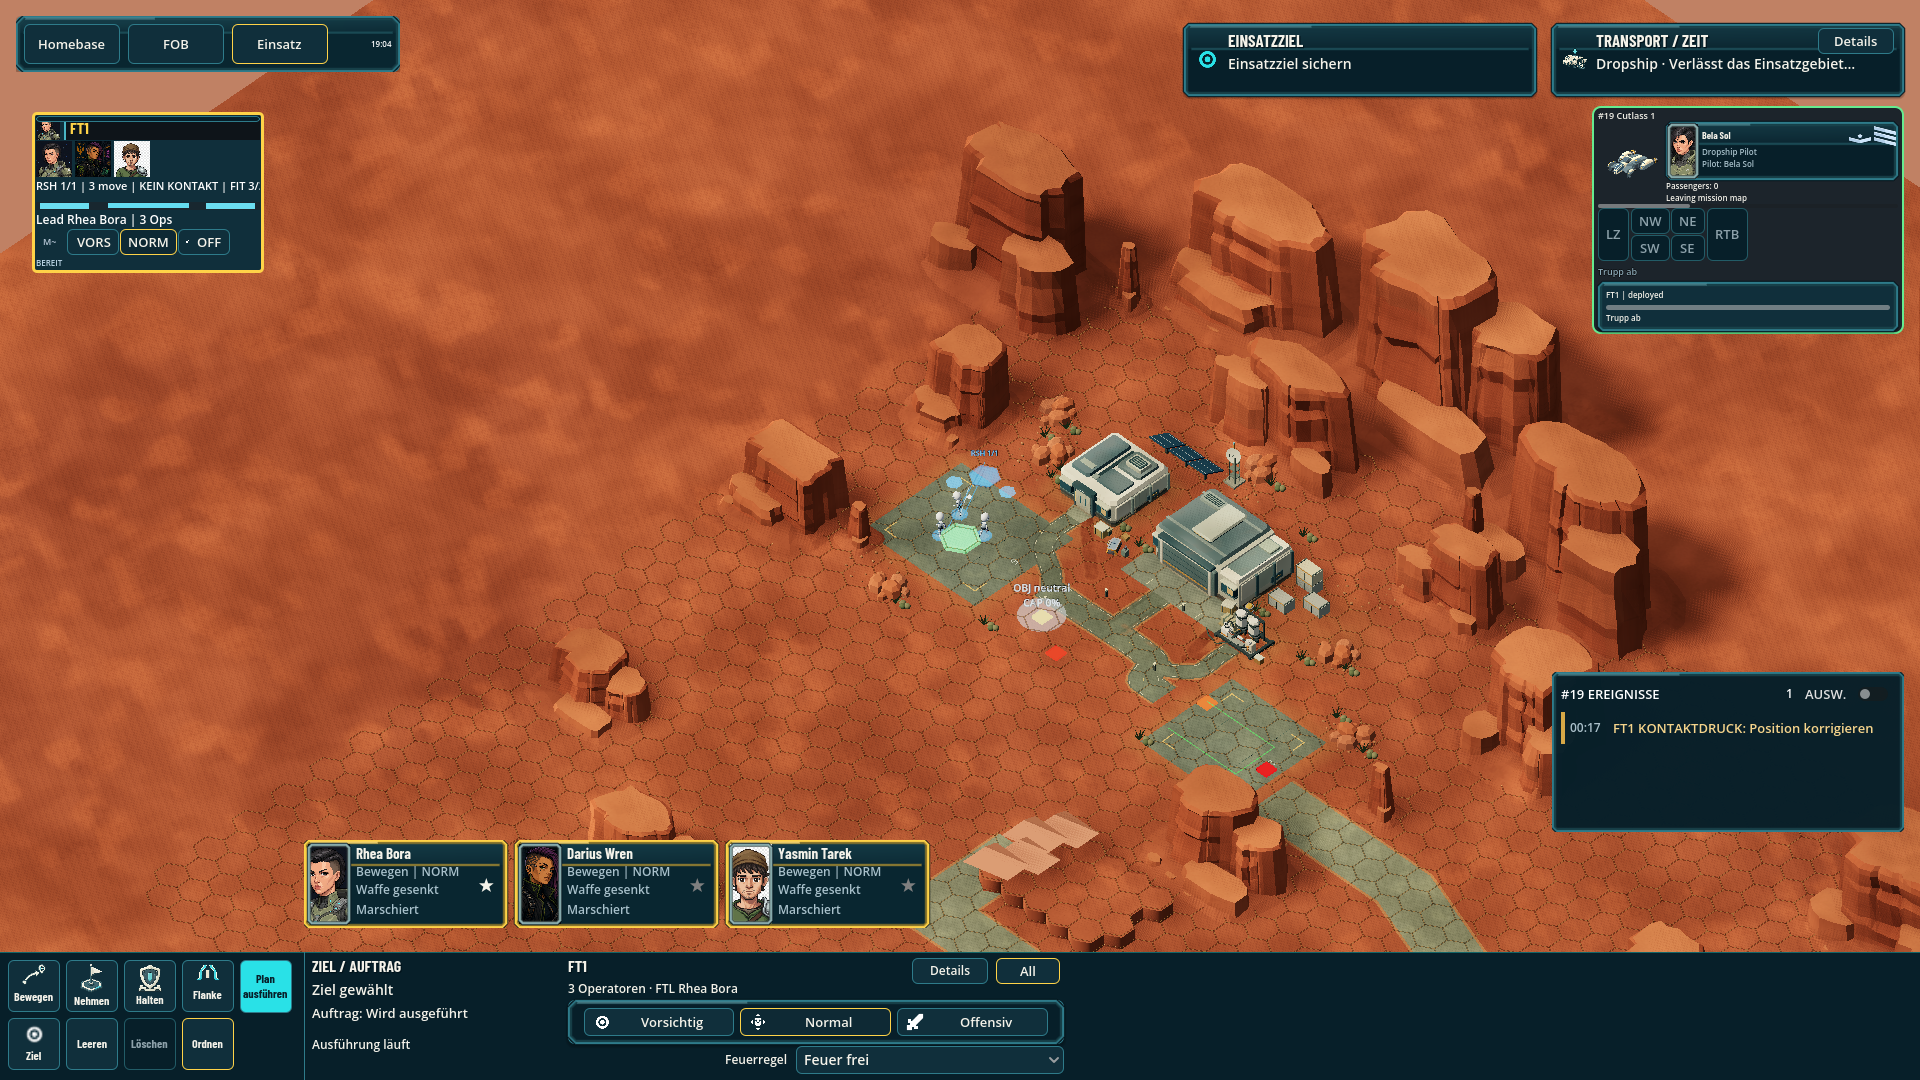 Homebase
FOB
Einsatz
19:04
EINSATZZIEL
Einsatzziel sichern
TRANSPORT / ZEIT
Details
Dropship · Verlässt das Einsatzgebiet...
FT1
RSH 1/1 | 3 move | KEIN KONTAKT | FIT 3/
Lead Rhea Bora | 3 Ops
M~
VORS
NORM
OFF
BEREIT
#19 Cutlass 1
Bela Sol
Dropship Pilot
Pilot: Bela Sol
Passengers: 0
Leaving mission map
LZ
NW
NE
SW
SE
RTB
Trupp ab
FT1 | deployed
Trupp ab
RSH 1/1
OBJ neutral
CAP 0%
#19 EREIGNISSE
1
AUSW.
00:17
FT1 KONTAKTDRUCK: Position korrigieren
Rhea Bora
Bewegen | NORM
Waffe gesenkt
Marschiert
Darius Wren
Bewegen | NORM
Waffe gesenkt
Marschiert
Yasmin Tarek
Bewegen | NORM
Waffe gesenkt
Marschiert
Bewegen
Nehmen
Halten
Flanke
Plan ausführen
Ziel
Leeren
Löschen
Ordnen
ZIEL / AUFTRAG
Ziel gewählt
Auftrag: Wird ausgeführt
Ausführung läuft
FT1
Details
All
3 Operatoren · FTL Rhea Bora
Vorsichtig
Normal
Offensiv
Feuerregel
Feuer frei